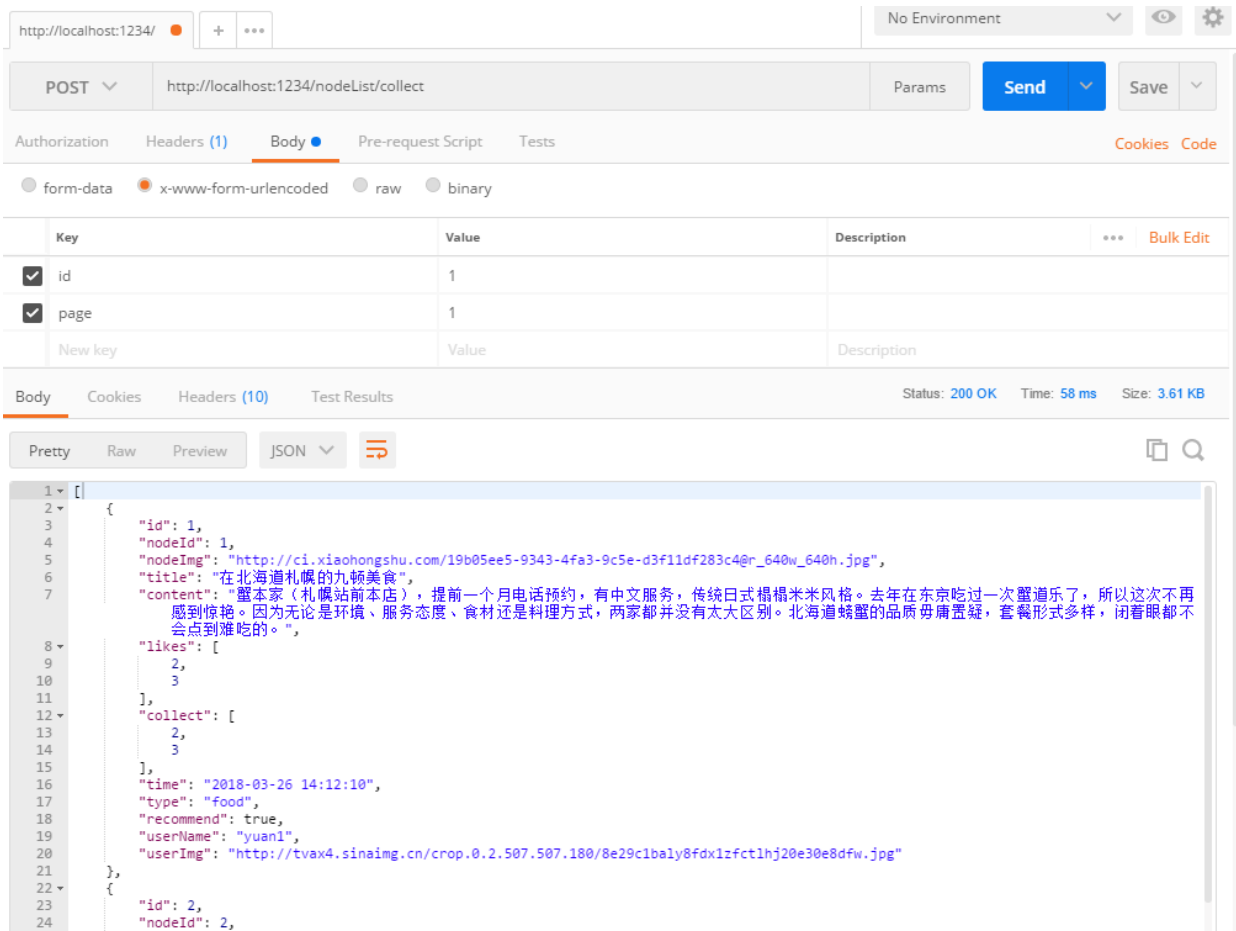 http://localhost:1234/
+
•••
No Environment
POST
http://localhost:1234/nodeList/collect
Params
Send
Save
Authorization
Headers (1)
Body
Pre-request Script
Tests
Cookies
Code
form-data
x-www-form-urlencoded
raw
binary
Key
Value
Description
•••
Bulk Edit
id
1
page
1
New key
Value
Description
Body
Cookies
Headers (10)
Test Results
Status: 200 OK
Time: 58 ms
Size: 3.61 KB
Pretty
Raw
Preview
JSON
1 [
2 {
3 "id": 1,
4 "nodeId": 1,
5 "nodeImg": "http://ci.xiaohongshu.com/19b05ee5-9343-4fa3-9c5e-d3f11df283c4@r_640w_640h.jpg",
6 "title": "在北海道札幌的九顿美食",
7 "content": "蟹本家（札幌站前本店），提前一个月电话预约，有中文服务，传统日式榻榻米米风格。去年在东京吃过一次蟹道乐了，所以这次不再
感到惊艳。因为无论是环境、服务态度、食材还是料理方式，两家都并没有太大区别。北海道螃蟹的品质毋庸置疑，套餐形式多样，闭着眼都不
会点到难吃的。",
8 "likes": [
9 2,
10 3
11 ],
12 "collect": [
13 2,
14 3
15 ],
16 "time": "2018-03-26 14:12:10",
17 "type": "food",
18 "recommend": true,
19 "userName": "yuan1",
20 "userImg": "http://tvax4.sinaimg.cn/crop.0.2.507.507.180/8e29c1baly8fdx1zfctlhj20e30e8dfw.jpg"
21 },
22 {
23 "id": 2,
24 "nodeId": 2,